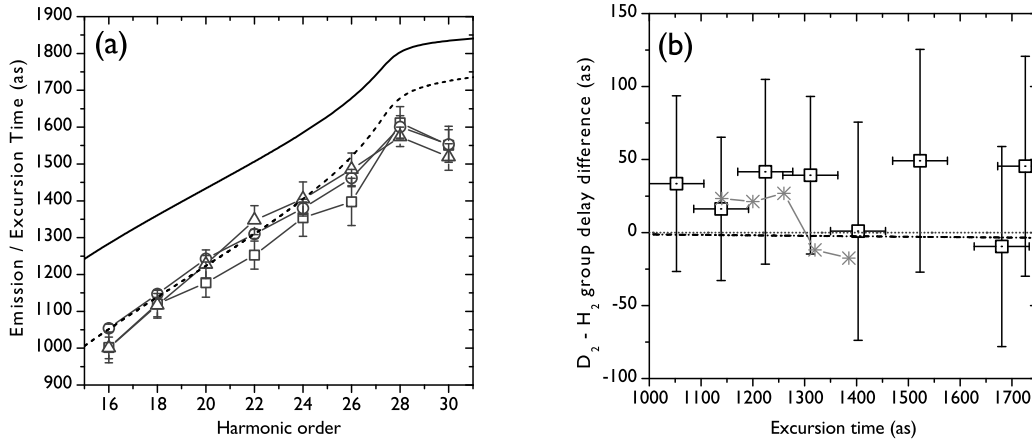 (a)
1900
1800
1700
1600
1500
1400
1300
1200
1100
1000
900
16 18 20 22 24 26 28 30
Harmonic order
Emission / Excursion Time (as)
(b)
150
100
50
0
-50
-100
1000 1100 1200 1300 1400 1500 1600 1700
Excursion time (as)
D2 - H2 group delay difference (as)